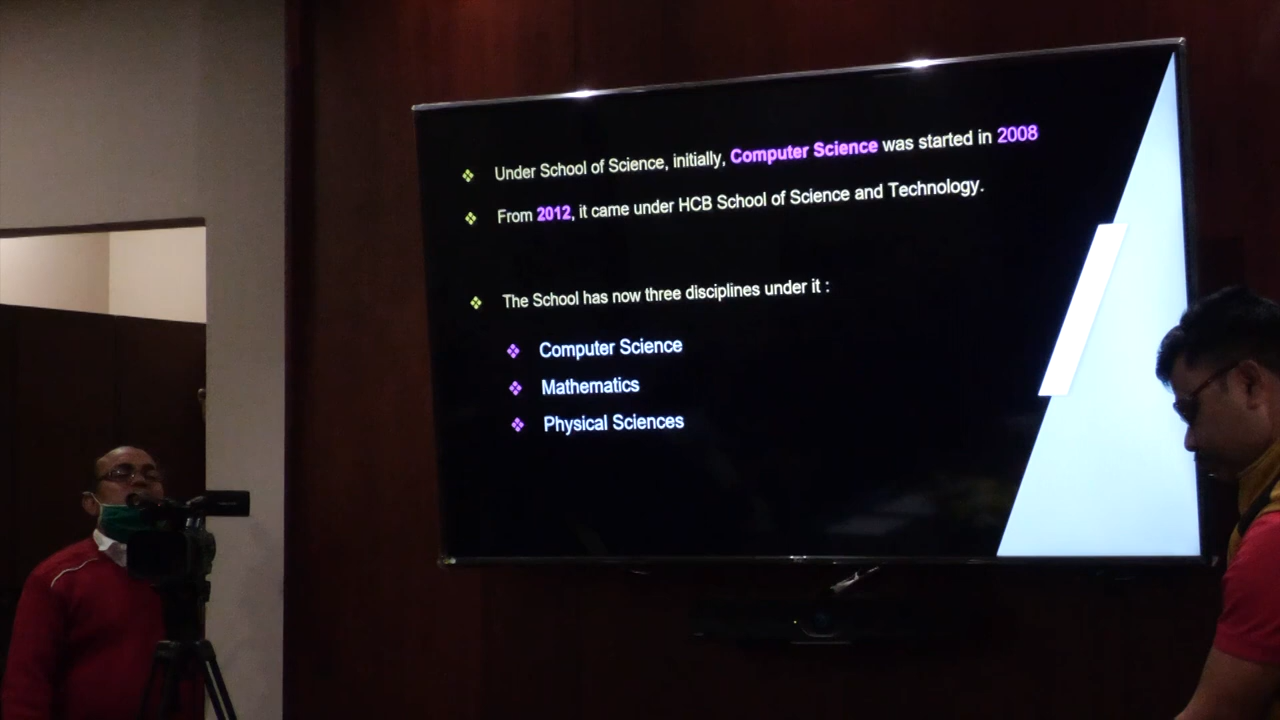 Under School of Science, initially, Computer Science was started in 2008
From 2012, it came under HCB School of Science and Technology.
The School has now three disciplines under it :
Computer Science
Mathematics
Physical Sciences